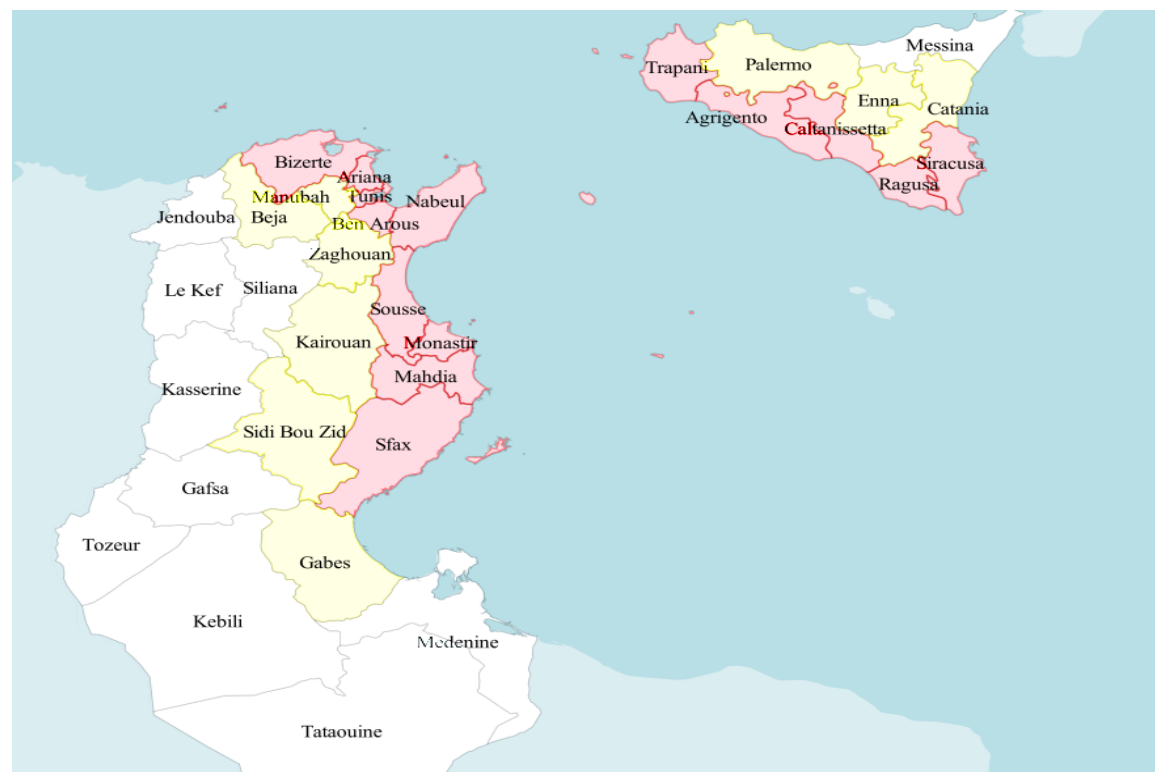 Messina
Trapani
Palermo
Enna
Catania
Agrigento
Caltanissetta
Siracusa
Ragusa
Bizerte
Ariana
Manubah
Tunis
Nabeul
Jendouba
Beja
Ben Arous
Zaghouan
Le Kef
Siliana
Sousse
Kairouan
Monastir
Mahdia
Kasserine
Sidi Bou Zid
Sfax
Gafsa
Tozeur
Gabes
Kebili
Medenine
Tataouine